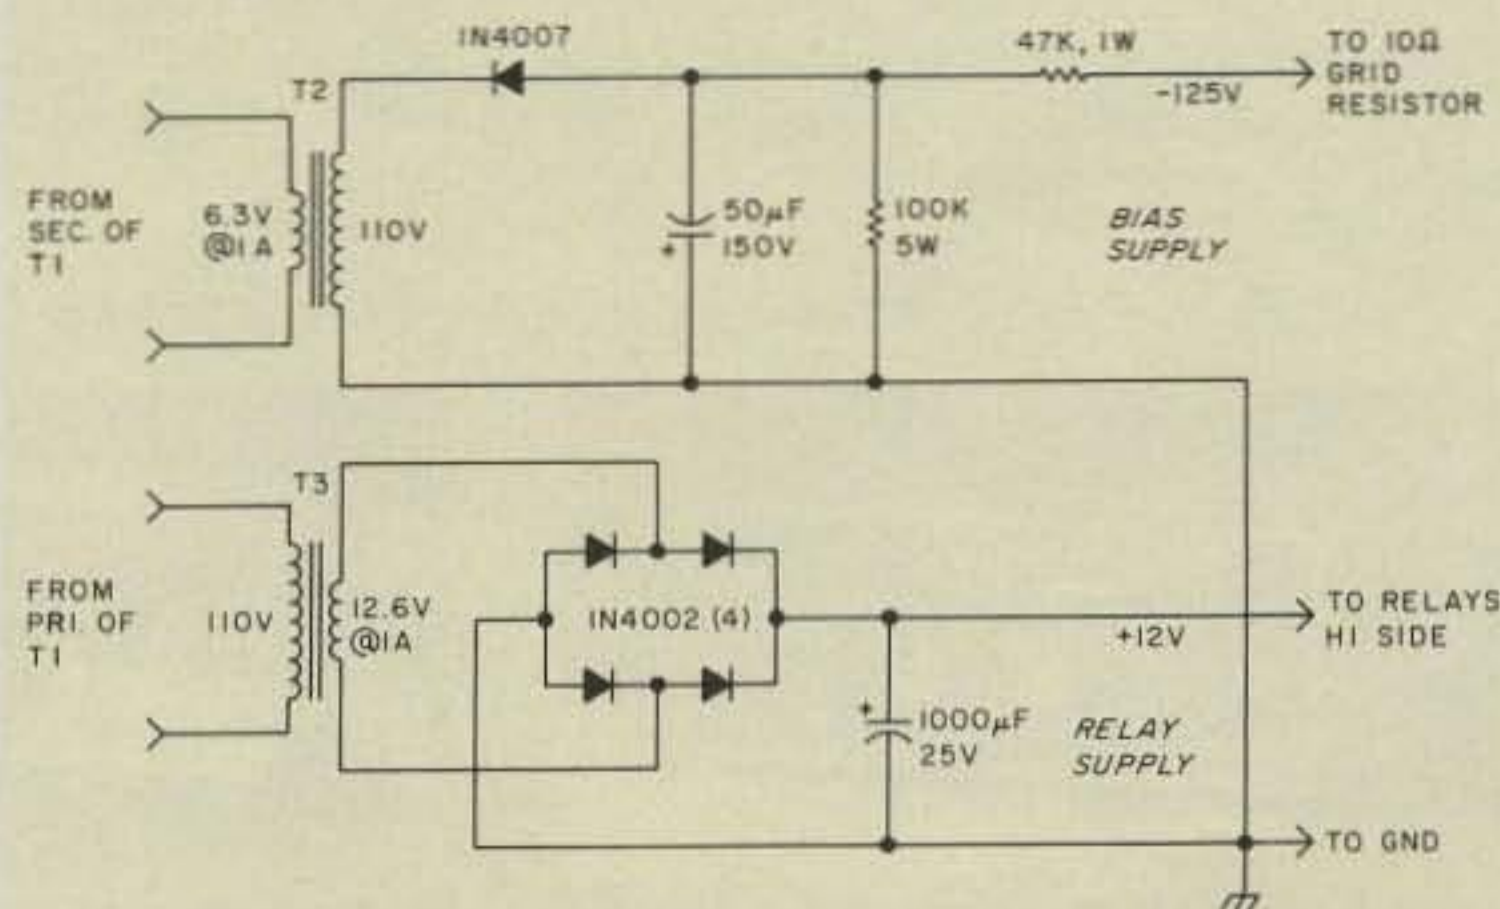 IN4007
47K, IW
TO 10Ω
GRID
RESISTOR
-125V
T2
FROM
SEC. OF
T1
6.3V
@1A
110V
50µF
150V
+
100K
5W
BIAS
SUPPLY
T3
FROM
PRI OF
T1
110V
12.6V
@1A
IN4002 (4)
+12V
TO RELAYS
HI SIDE
+
1000µF
25V
RELAY
SUPPLY
TO GND